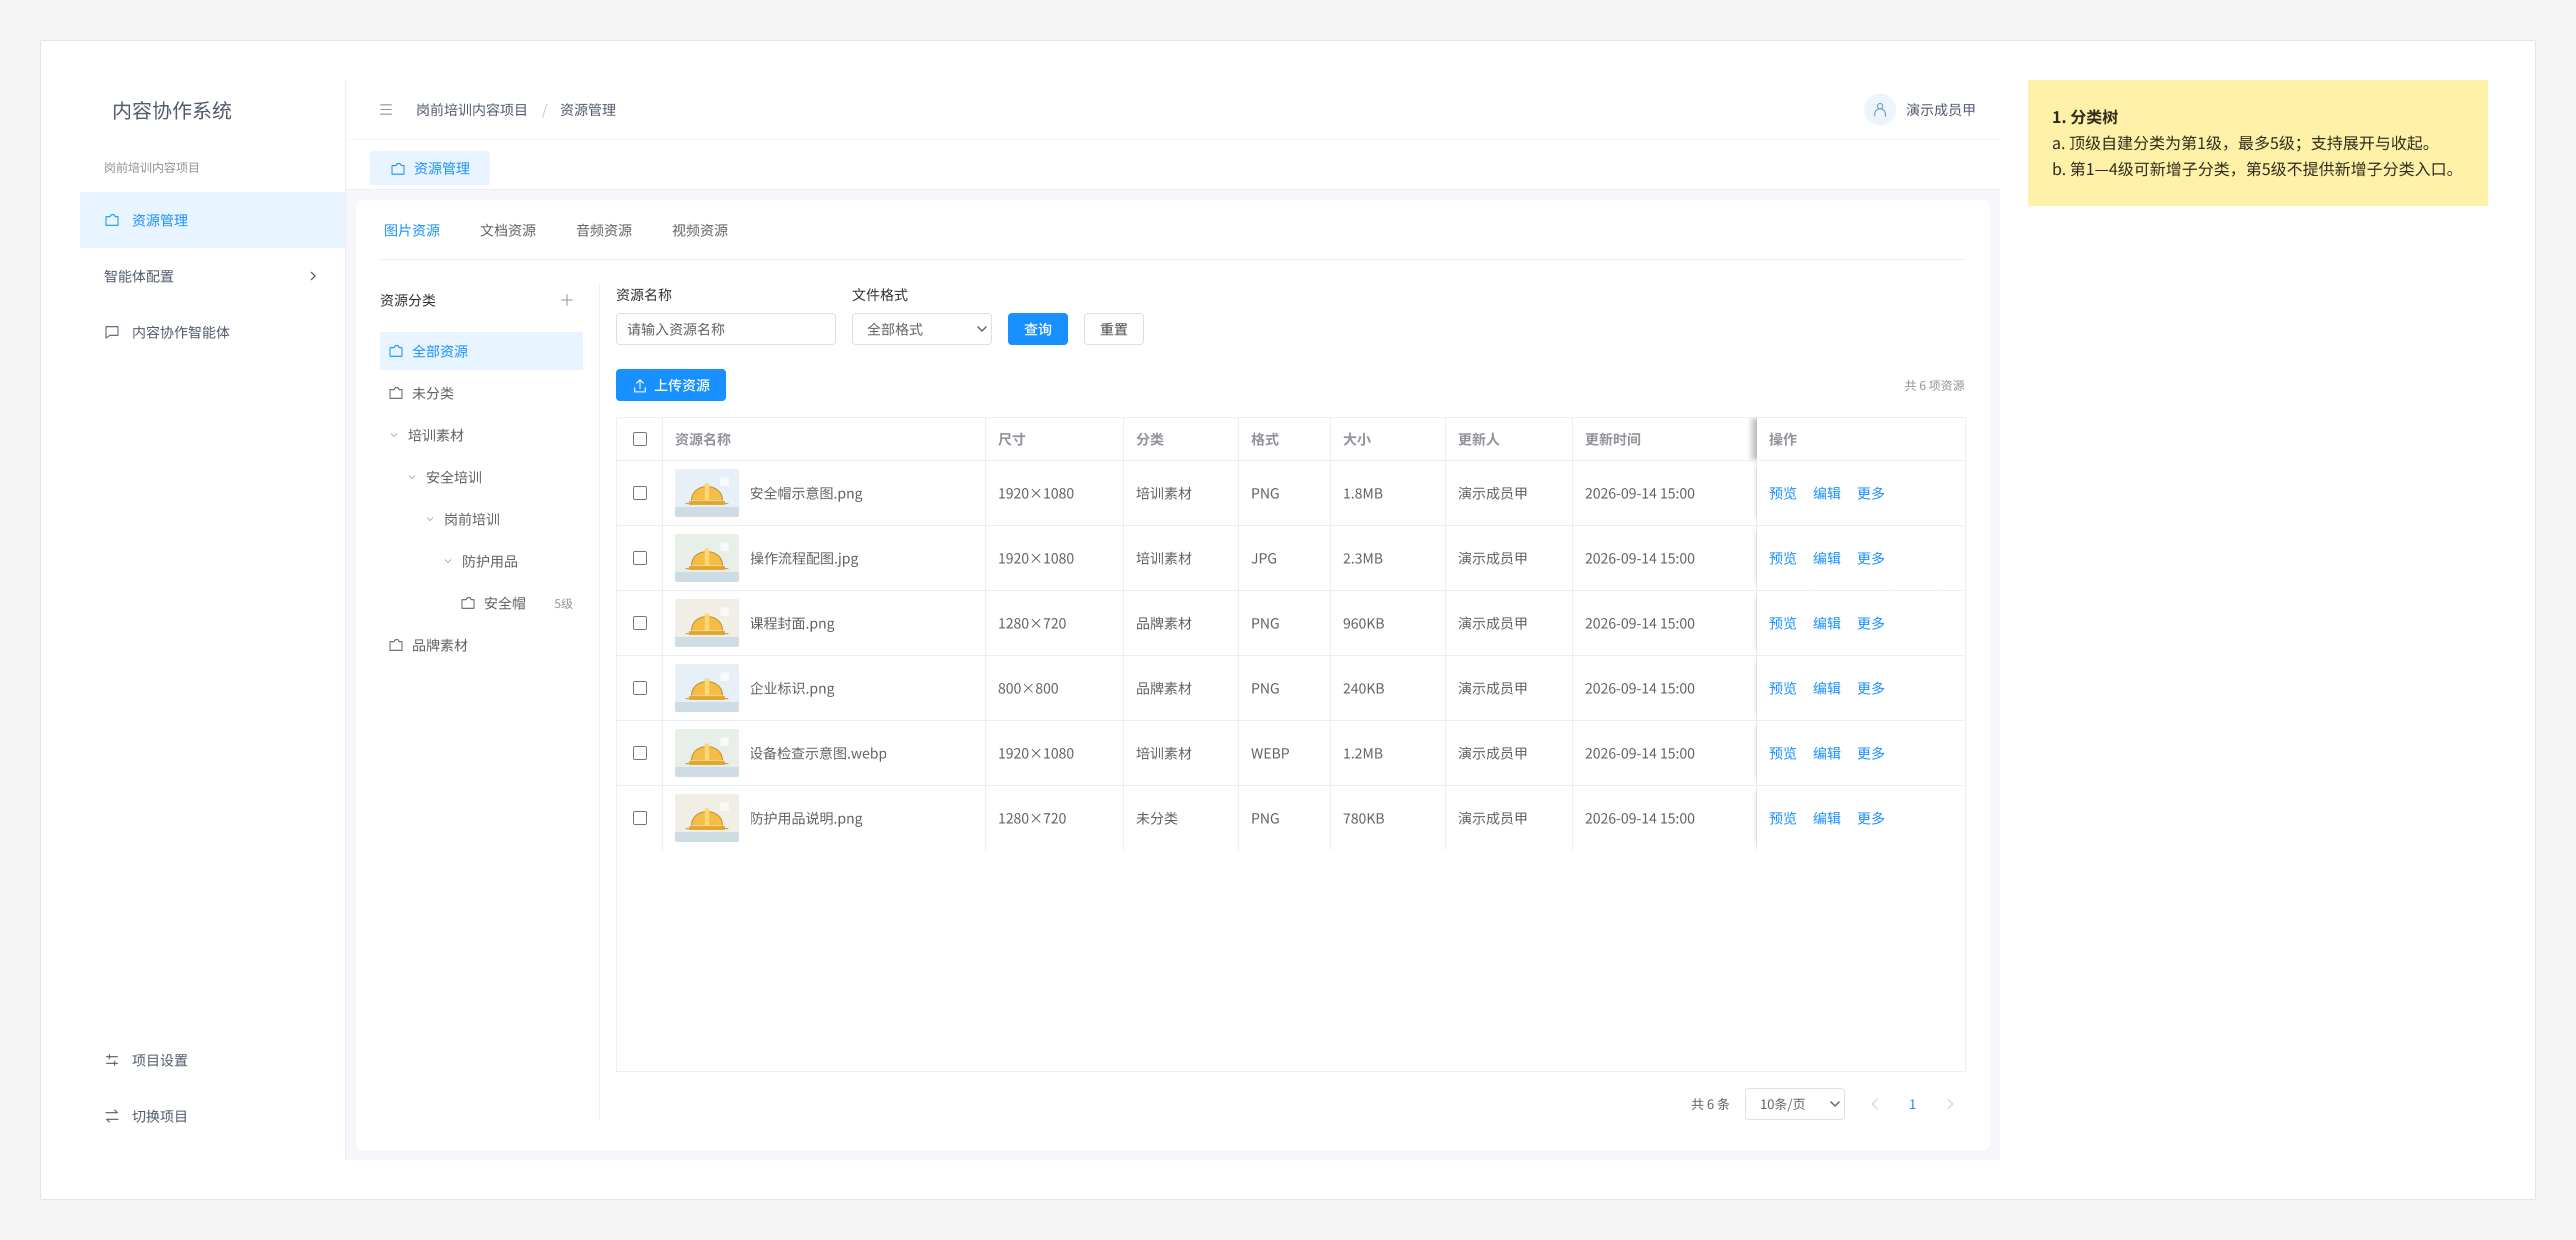 内容协作系统
岗前培训内容项目
资源管理
智能体配置
内容协作智能体
项目设置
切换项目
岗前培训内容项目 / 资源管理
演示成员甲
资源管理
图片资源 文档资源 音频资源 视频资源
资源分类
全部资源
未分类
培训素材
安全培训
岗前培训
防护用品
安全帽 5级
品牌素材
资源名称 文件格式
请输入资源名称 全部格式 查询 重置
上传资源 共 6 项资源
资源名称 尺寸 分类 格式 大小 更新人 更新时间 操作
安全帽示意图.png 1920×1080 培训素材 PNG 1.8MB 演示成员甲 2026-09-14 15:00 预览 编辑 更多
操作流程配图.jpg 1920×1080 培训素材 JPG 2.3MB 演示成员甲 2026-09-14 15:00 预览 编辑 更多
课程封面.png 1280×720 品牌素材 PNG 960KB 演示成员甲 2026-09-14 15:00 预览 编辑 更多
企业标识.png 800×800 品牌素材 PNG 240KB 演示成员甲 2026-09-14 15:00 预览 编辑 更多
设备检查示意图.webp 1920×1080 培训素材 WEBP 1.2MB 演示成员甲 2026-09-14 15:00 预览 编辑 更多
防护用品说明.png 1280×720 未分类 PNG 780KB 演示成员甲 2026-09-14 15:00 预览 编辑 更多
共 6 条 10条/页 1
1. 分类树
a. 顶级自建分类为第1级，最多5级；支持展开与收起。
b. 第1—4级可新增子分类，第5级不提供新增子分类入口。